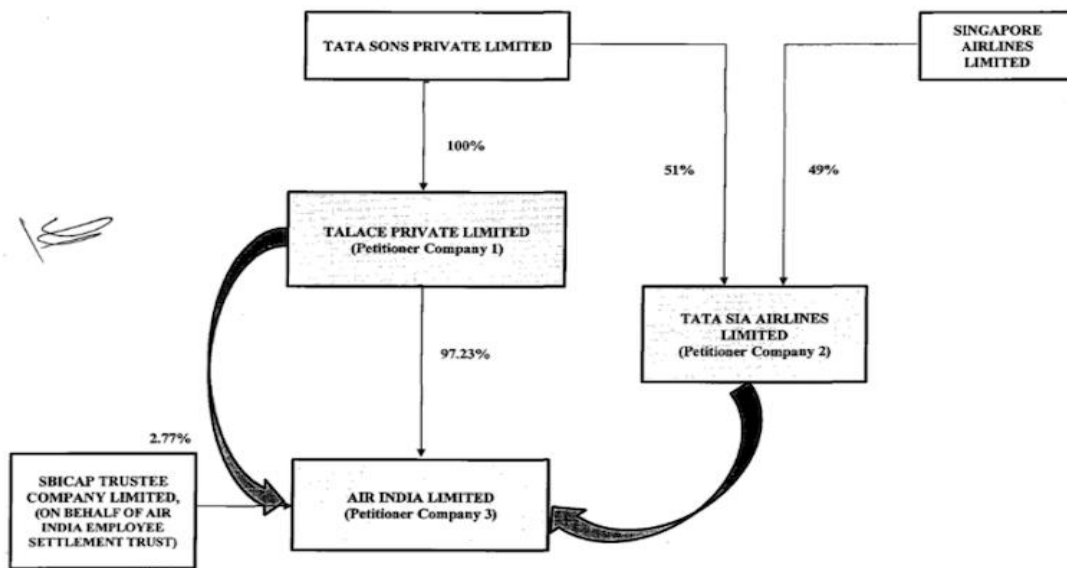 TATA SONS PRIVATE LIMITED
SINGAPORE
AIRLINES
LIMITED
100%
51%
49%
TALACE PRIVATE LIMITED
(Petitioner Company 1)
TATA SIA AIRLINES
LIMITED
(Petitioner Company 2)
97.23%
2.77%
SBICAP TRUSTEE
COMPANY LIMITED,
(ON BEHALF OF AIR
INDIA EMPLOYEE
SETTLEMENT TRUST)
AIR INDIA LIMITED
(Petitioner Company 3)